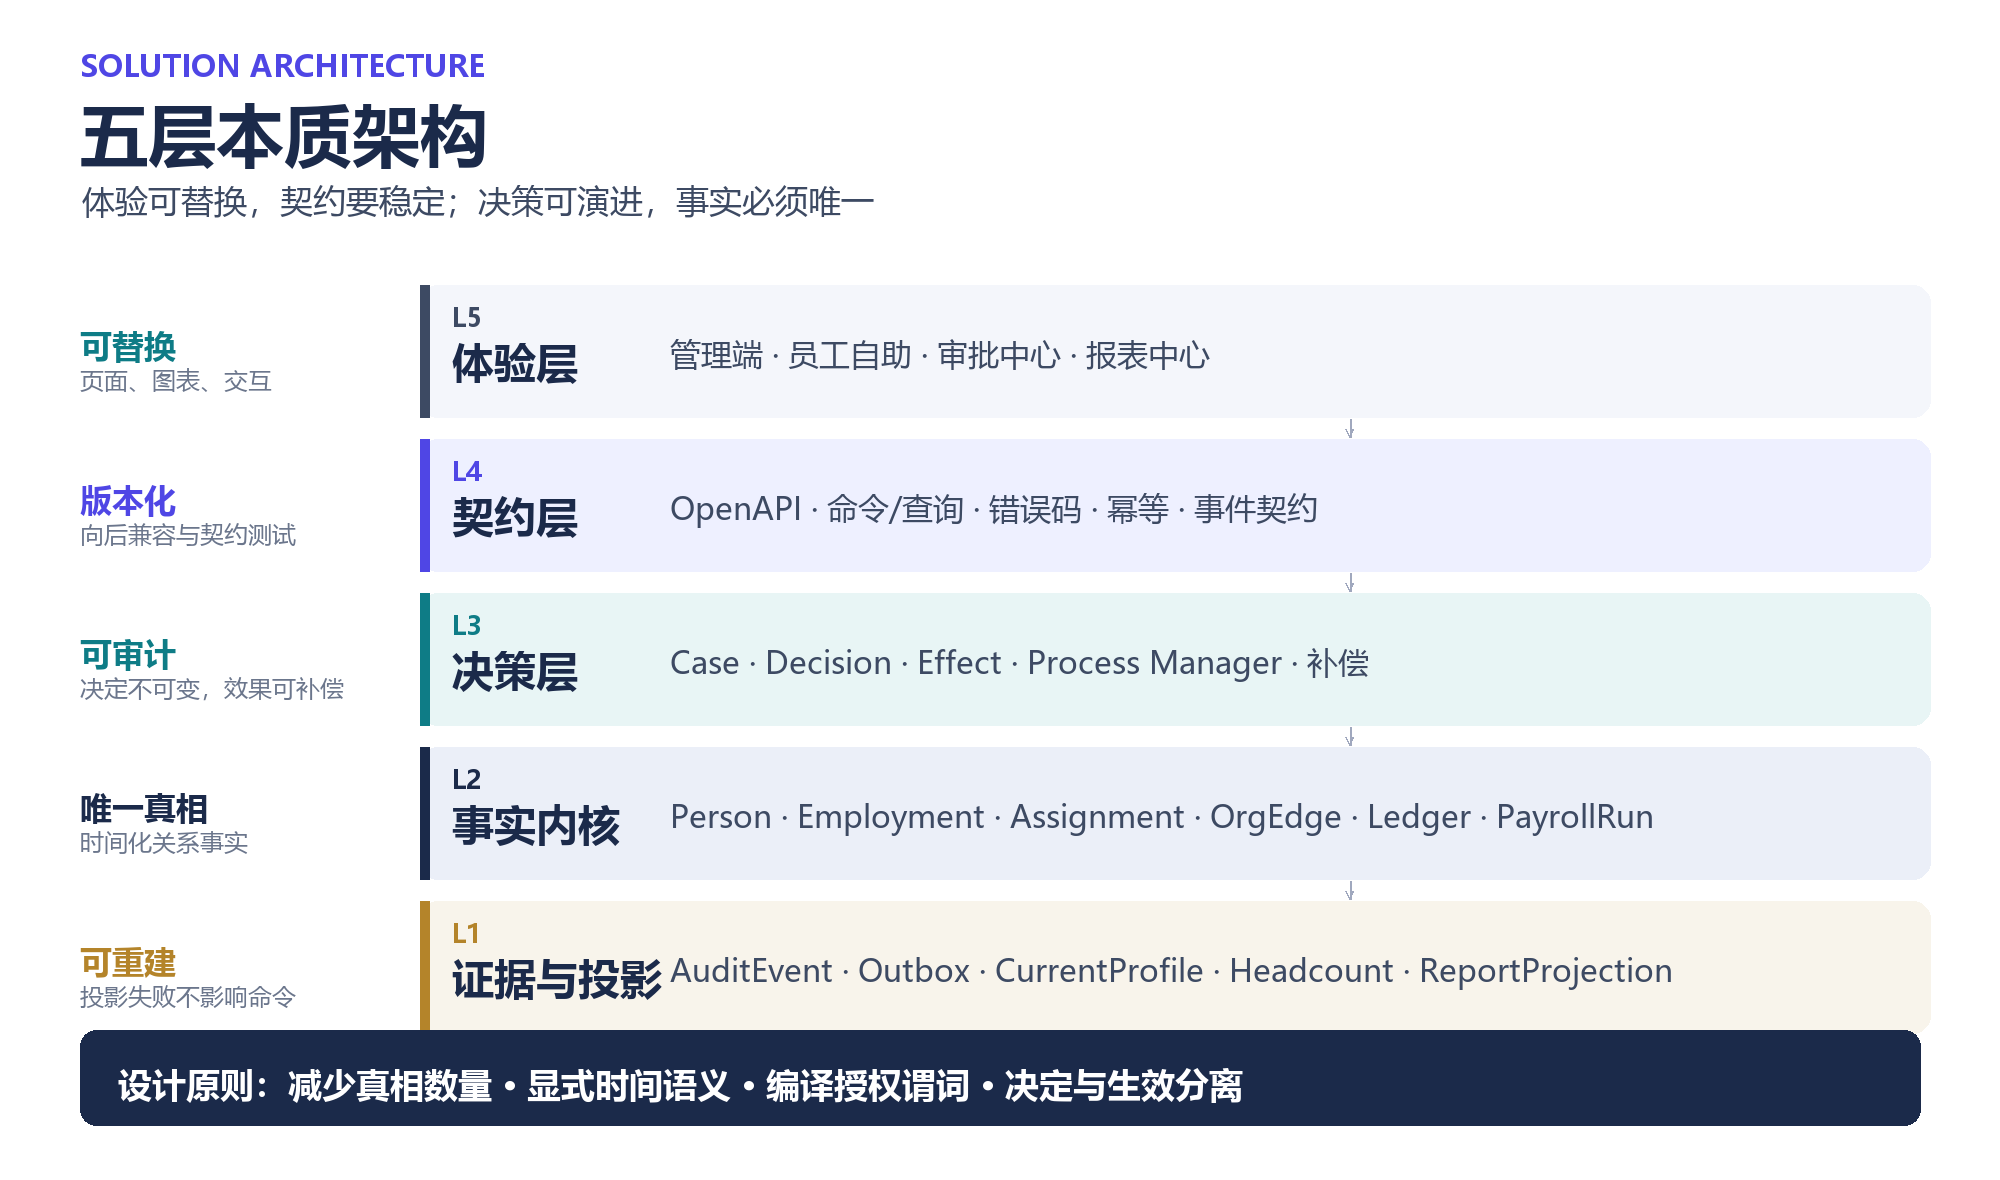 SOLUTION ARCHITECTURE
五层本质架构
体验可替换，契约要稳定；决策可演进，事实必须唯一
可替换
页面、图表、交互
L5
体验层
管理端 · 员工自助 · 审批中心 · 报表中心
版本化
向后兼容与契约测试
L4
契约层
OpenAPI · 命令/查询 · 错误码 · 幂等 · 事件契约
可审计
决定不可变，效果可补偿
L3
决策层
Case · Decision · Effect · Process Manager · 补偿
唯一真相
时间化关系事实
L2
事实内核
Person · Employment · Assignment · OrgEdge · Ledger · PayrollRun
可重建
投影失败不影响命令
L1
证据与投影
AuditEvent · Outbox · CurrentProfile · Headcount · ReportProjection
设计原则：减少真相数量 • 显式时间语义 • 编译授权谓词 • 决定与生效分离